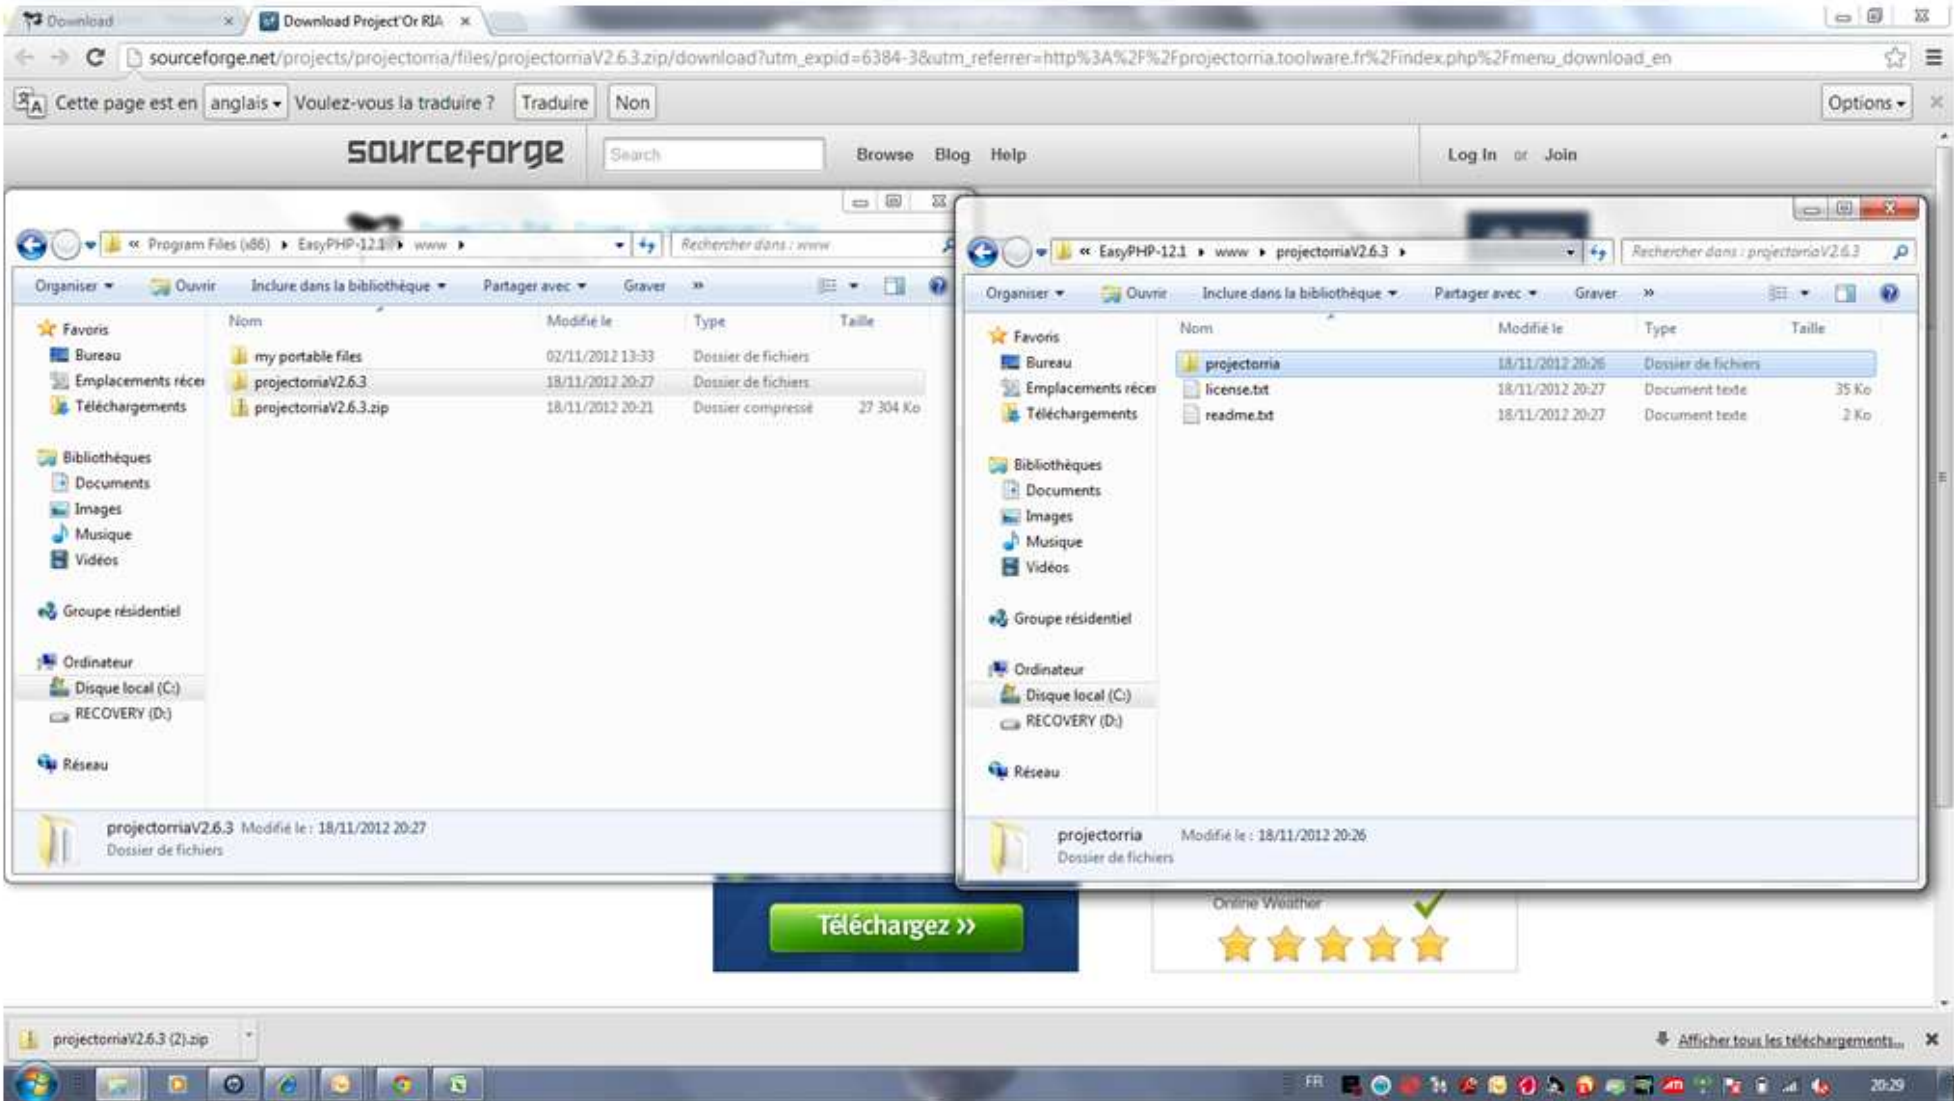 Download
Download Project'Or RIA
sourceforge.net/projects/projectorria/files/projectorriaV2.6.3.zip/download?utm_expid=6384-3&utm_referrer=http%3A%2F%2Fprojectorria.toolware.fr%2Findex.php%2Fmenu_download_en
Cette page est en anglais Voulez-vous la traduire ? Traduire Non Options
sourceforge Search Browse Blog Help Log In or Join
« Program Files (x86) EasyPHP-12.1 www Rechercher dans : www
Organiser Ouvrir Inclure dans la bibliothèque Partager avec Graver »
Nom Modifié le Type Taille
Favoris
Bureau
Emplacements récen
Téléchargements
my portable files 02/11/2012 13:33 Dossier de fichiers
projectorriaV2.6.3 18/11/2012 20:27 Dossier de fichiers
projectorriaV2.6.3.zip 18/11/2012 20:21 Dossier compressé 27 304 Ko
Bibliothèques
Documents
Images
Musique
Vidéos
Groupe résidentiel
Ordinateur
Disque local (C:)
RECOVERY (D:)
Réseau
projectorriaV2.6.3 Modifié le : 18/11/2012 20:27
Dossier de fichiers
« EasyPHP-12.1 www projectorriaV2.6.3 Rechercher dans : projectorriaV2.6.3
Organiser Ouvrir Inclure dans la bibliothèque Partager avec Graver »
Nom Modifié le Type Taille
Favoris
Bureau
Emplacements récen
Téléchargements
projectorria 18/11/2012 20:26 Dossier de fichiers
license.txt 18/11/2012 20:27 Document texte 35 Ko
readme.txt 18/11/2012 20:27 Document texte 2 Ko
Bibliothèques
Documents
Images
Musique
Vidéos
Groupe résidentiel
Ordinateur
Disque local (C:)
RECOVERY (D:)
Réseau
projectorria Modifié le : 18/11/2012 20:26
Dossier de fichiers
Téléchargez »
Online Weather
projectorriaV2.6.3 (2).zip
Afficher tous les téléchargements...
FR
20:29